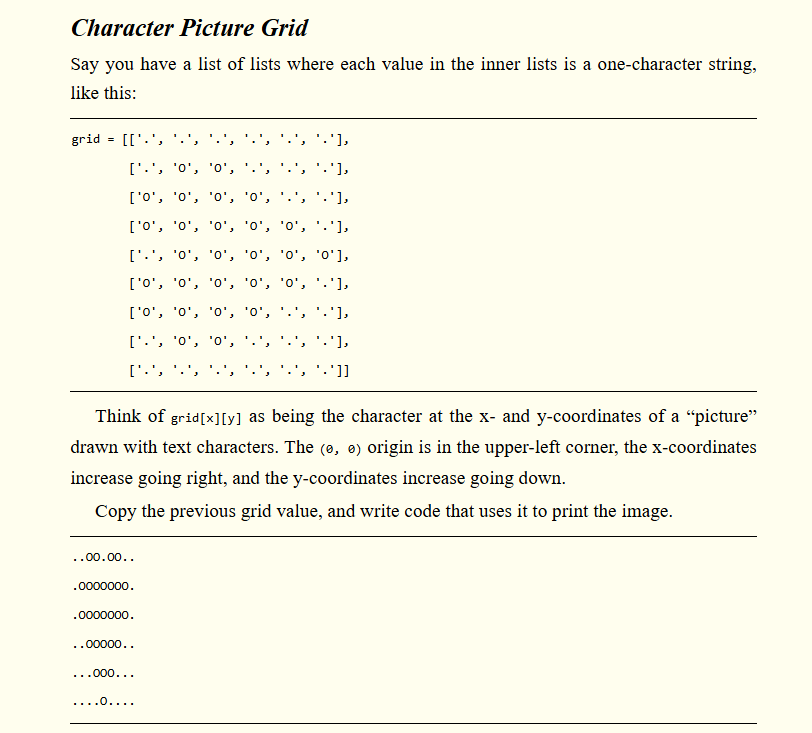 Character Picture Grid
Say you have a list of lists where each value in the inner lists is a one-character string,
like this:
grid = [['.', '.', '.', '.', '.', '.'],
['.', 'O', 'O', '.', '.', '.'],
['O', 'O', 'O', 'O', '.', '.'],
['O', 'O', 'O', 'O', 'O', '.'],
['.', 'O', 'O', 'O', 'O', 'O'],
['O', 'O', 'O', 'O', 'O', '.'],
['O', 'O', 'O', 'O', '.', '.'],
['.', 'O', 'O', '.', '.', '.'],
['.', '.', '.', '.', '.', '.']]
Think of grid[x][y] as being the character at the x- and y-coordinates of a “picture”
drawn with text characters. The (0, 0) origin is in the upper-left corner, the x-coordinates
increase going right, and the y-coordinates increase going down.
Copy the previous grid value, and write code that uses it to print the image.
..OO.OO..
.OOOOOOO.
.OOOOOOO.
..OOOOO..
...OOO...
....O....